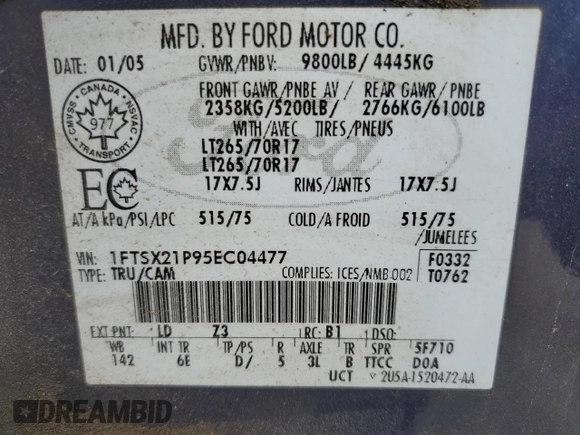 MFD. BY FORD MOTOR CO.
DATE: 01/05 GVWR/PNBV: 9800LB/ 4445KG
FRONT GAWR/PNBE AV / REAR GAWR/ PNBE
2358KG/5200LB/ 2766KG/6100LB
WITH/AVEC TIRES/PNEUS
LT265/70R17
LT265/70R17
17X7.5J RIMS/JANTES 17X7.5J
AT/A kPa/PSI/LPC 515/75 COLD/A FROID 515/75
/JUMELEES
CMVSS · CANADA · NSVAC
977
TRANSPORT
EC
Ford
VIN: 1FTSX21P95EC04477 F0332
TYPE: TRU/CAM COMPLIES: ICES/NMB 002 T0762
EXT PNT: LD Z3 RC: B1 DSO:
WB INT TR TP/PS R AXLE TR SPR 5F710
142 6E D/ 5 3L B TTCC DOA
UCT 2U5A-1520472-AA
DREAMBID